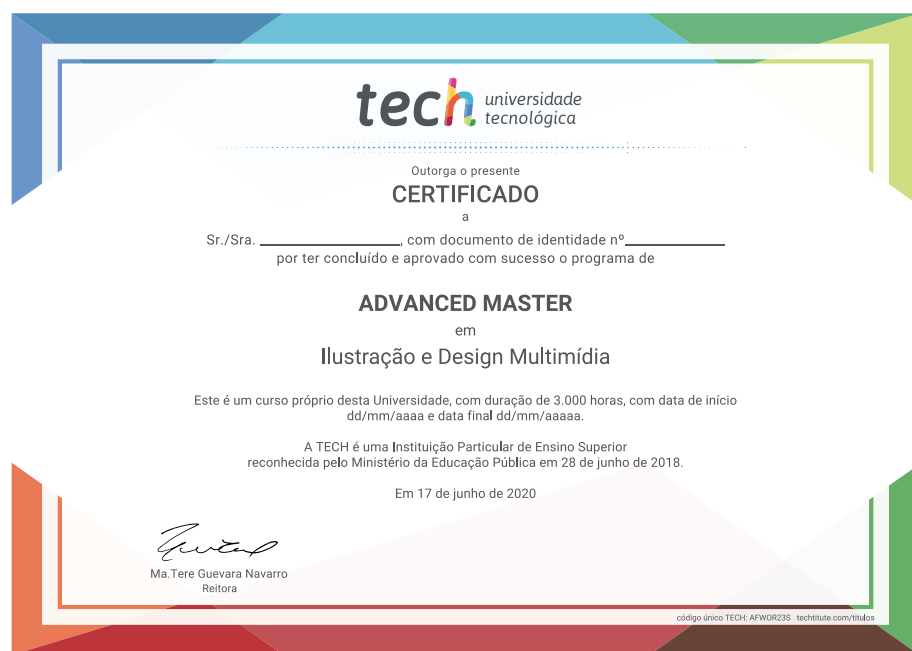 tech universidade
tecnológica
Outorga o presente
CERTIFICADO
a
Sr./Sra. ____________________, com documento de identidade nº______________
por ter concluído e aprovado com sucesso o programa de
ADVANCED MASTER
em
Ilustração e Design Multimídia
Este é um curso próprio desta Universidade, com duração de 3.000 horas, com data de início
dd/mm/aaaa e data final dd/mm/aaaaa.
A TECH é uma Instituição Particular de Ensino Superior
reconhecida pelo Ministério da Educação Pública em 28 de junho de 2018.
Em 17 de junho de 2020
Ma.Tere Guevara Navarro
Reitora
código único TECH: AFWOR23S techtitute.com/titulos